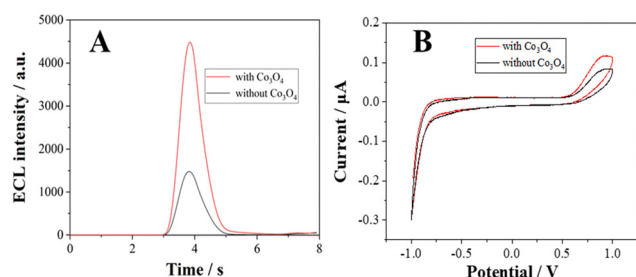 A
with Co₃O₄
without Co₃O₄
ECL intensity / a.u.
5000
4000
3000
2000
1000
0
0
2
4
6
8
Time / s
B
with Co₃O₄
without Co₃O₄
Current / μA
0.2
0.1
0.0
-0.1
-0.2
-0.3
-1.0
-0.5
0.0
0.5
1.0
Potential / V